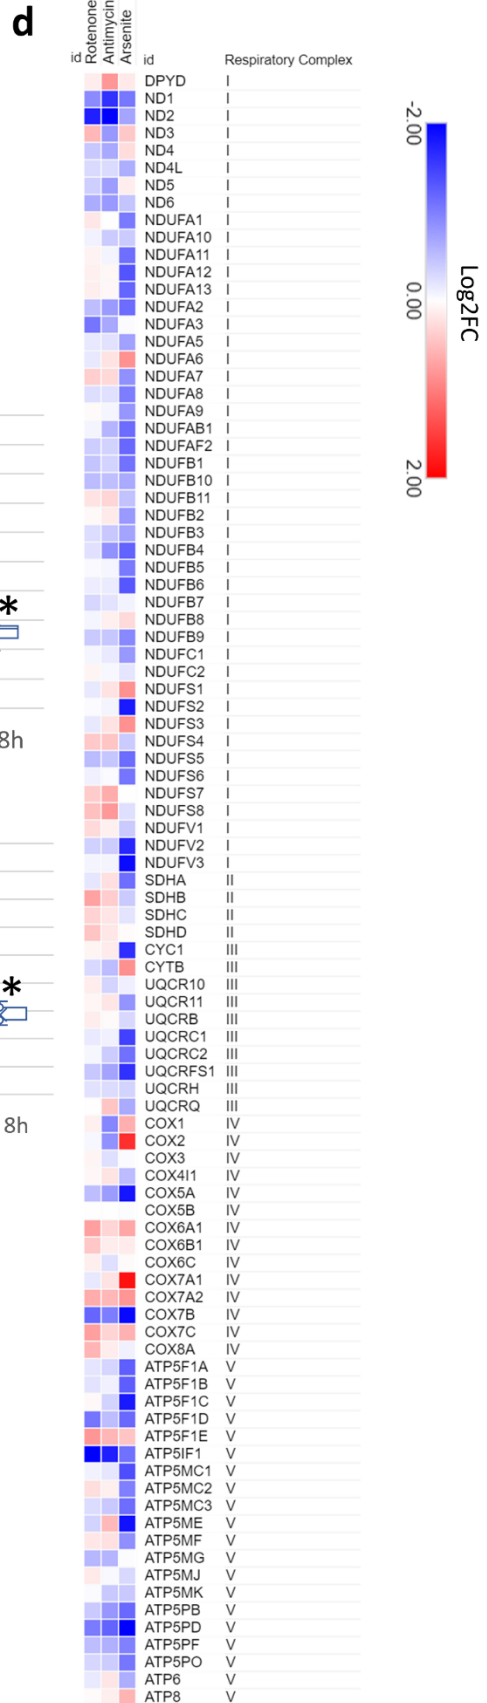 d
id Rotenone Antimycin Arsenite id Respiratory Complex
DPYD I
ND1 I
ND2 I
ND3 I
ND4 I
ND4L I
ND5 I
ND6 I
NDUFA1 I
NDUFA10 I
NDUFA11 I
NDUFA12 I
NDUFA13 I
NDUFA2 I
NDUFA3 I
NDUFA5 I
NDUFA6 I
NDUFA7 I
NDUFA8 I
NDUFA9 I
NDUFAB1 I
NDUFAF2 I
NDUFB1 I
NDUFB10 I
NDUFB11 I
NDUFB2 I
NDUFB3 I
NDUFB4 I
NDUFB5 I
NDUFB6 I
NDUFB7 I
NDUFB8 I
NDUFB9 I
NDUFC1 I
NDUFC2 I
NDUFS1 I
NDUFS2 I
NDUFS3 I
NDUFS4 I
NDUFS5 I
NDUFS6 I
NDUFS7 I
NDUFS8 I
NDUFV1 I
NDUFV2 I
NDUFV3 I
SDHA II
SDHB II
SDHC II
SDHD II
CYC1 III
CYTB III
UQCR10 III
UQCR11 III
UQCRB III
UQCRC1 III
UQCRC2 III
UQCRFS1 III
UQCRH III
UQCRQ III
COX1 IV
COX2 IV
COX3 IV
COX4I1 IV
COX5A IV
COX5B IV
COX6A1 IV
COX6B1 IV
COX6C IV
COX7A1 IV
COX7A2 IV
COX7B IV
COX7C IV
COX8A IV
ATP5F1A V
ATP5F1B V
ATP5F1C V
ATP5F1D V
ATP5F1E V
ATP5IF1 V
ATP5MC1 V
ATP5MC2 V
ATP5MC3 V
ATP5ME V
ATP5MF V
ATP5MG V
ATP5MJ V
ATP5MK V
ATP5PB V
ATP5PD V
ATP5PF V
ATP5PO V
ATP6 V
ATP8 V
-2.00
0.00
2.00
Log2FC
*
8h
*
8h